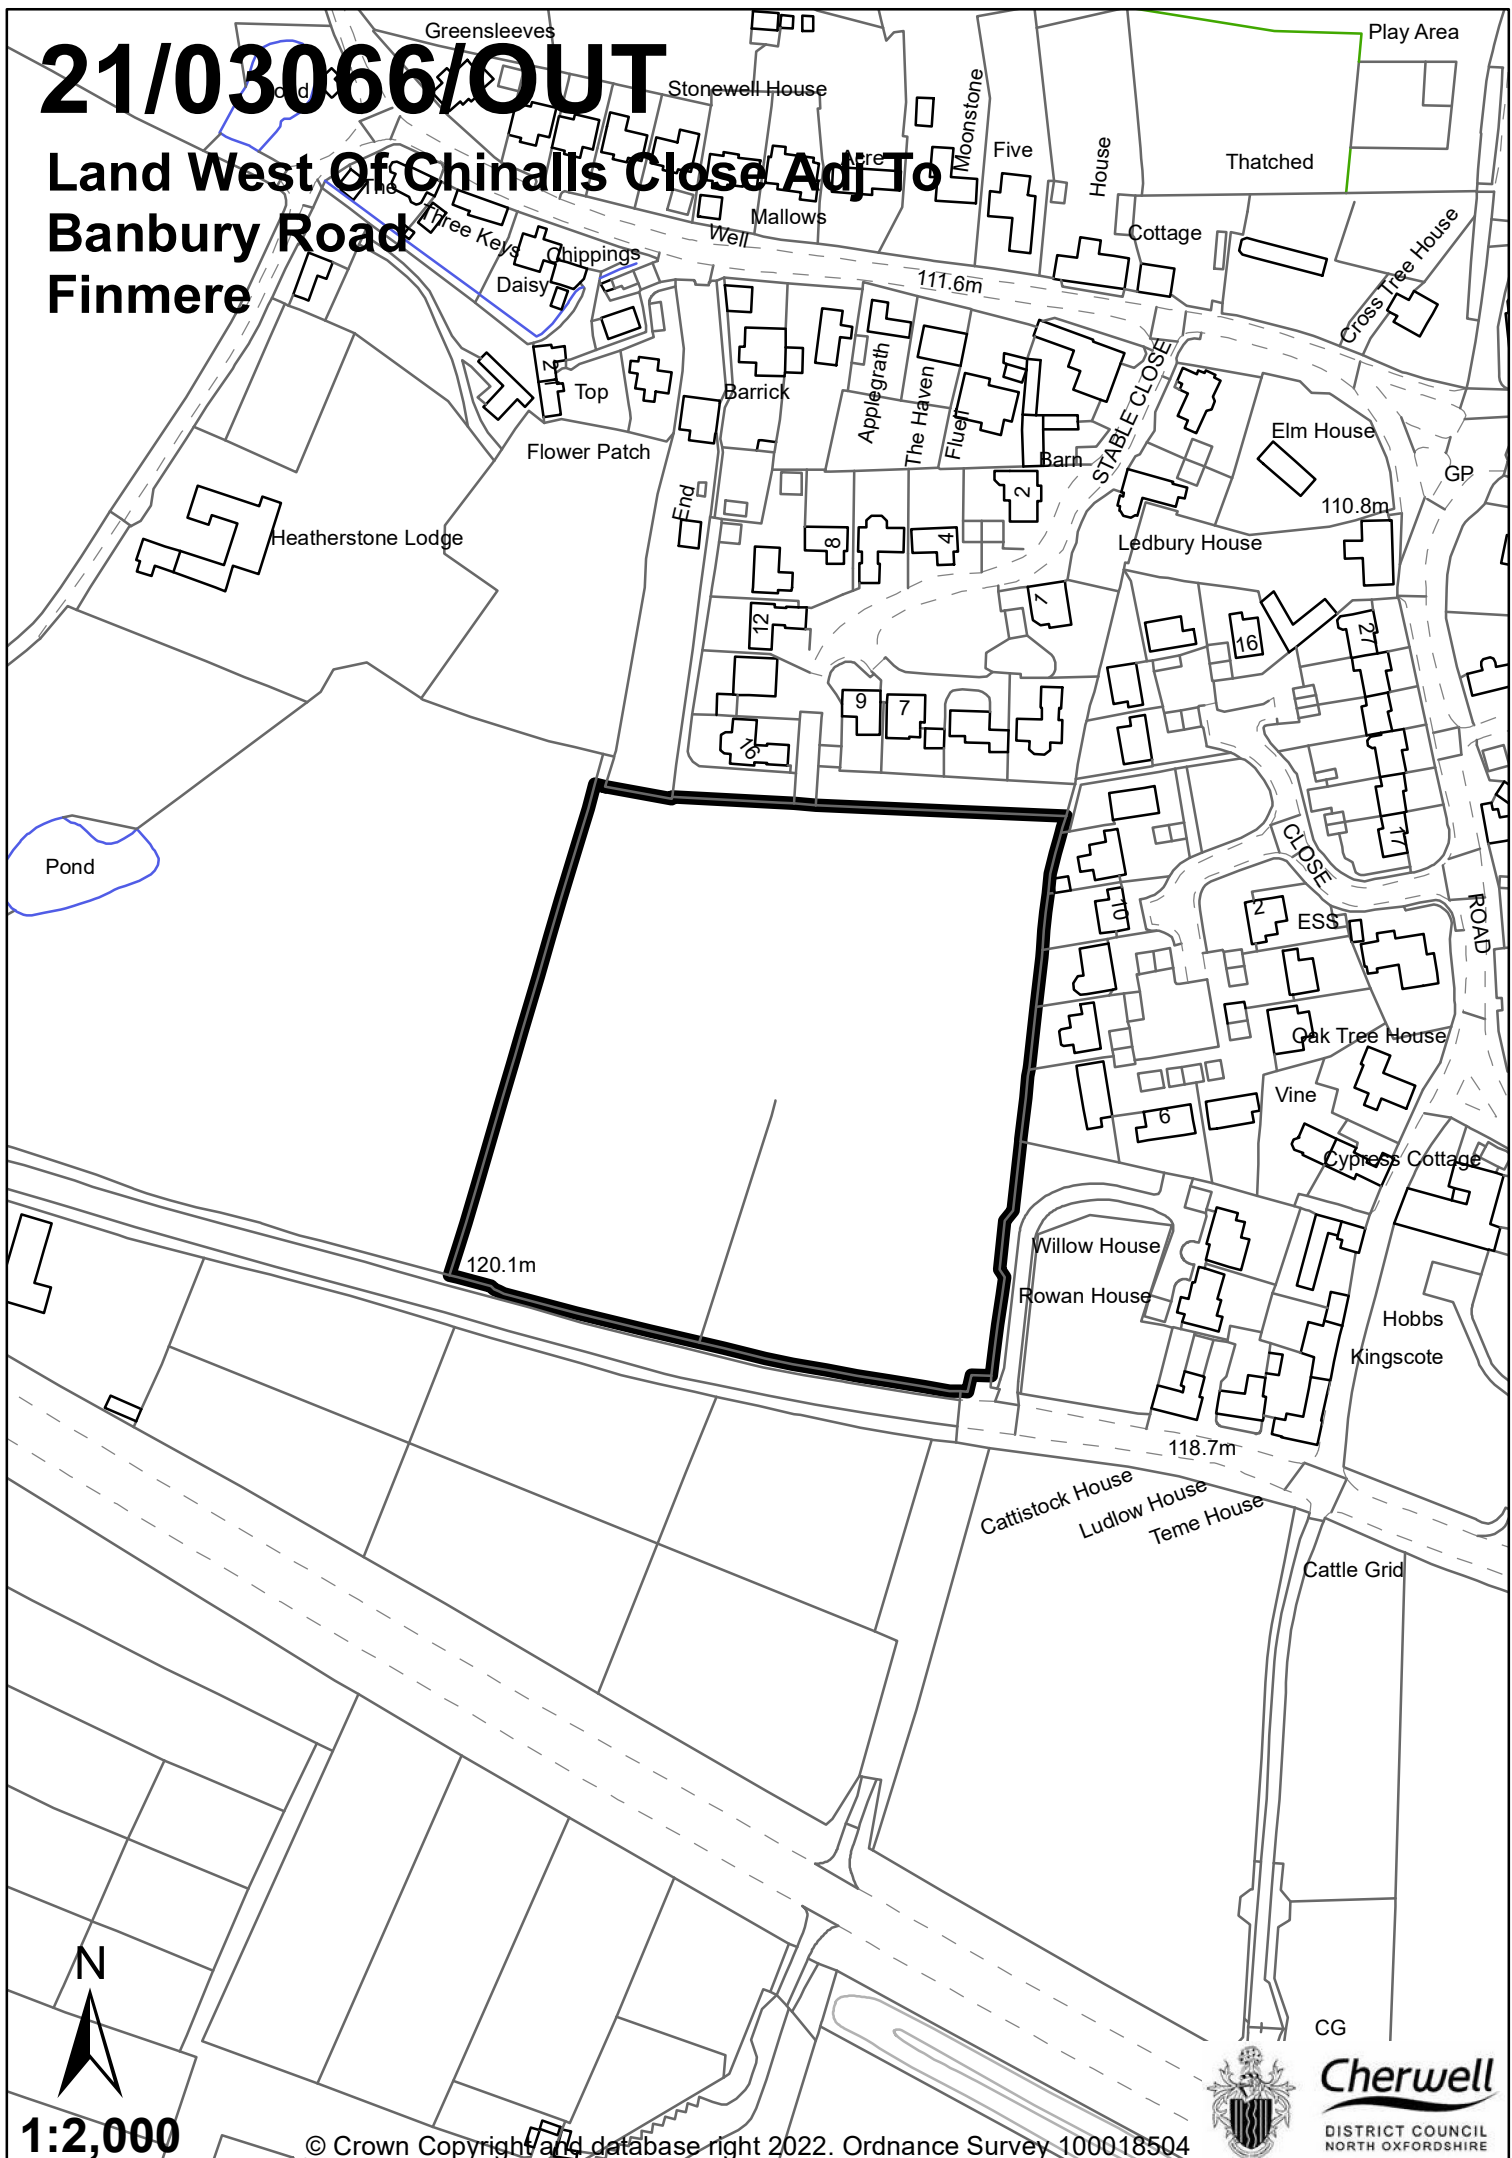 21/03066/OUT
Land West Of Chinalls Close Adj To
Banbury Road
Finmere
Greensleeves
Play Area
Stonewell House
Moonstone
Five
House
Thatched
Acre
The
Three Keys
Mallows
Well
Cottage
Chippings
Daisy
111.6m
Cross Tree House
21
Top
Barrick
Applegrath
The Haven
Fluell
STABLE CLOSE
Elm House
Flower Patch
Barn
GP
End
2
110.8m
Heatherstone Lodge
8
4
Ledbury House
1
12
16
27
9
7
16
Pond
CLOSE
17
10
2
ESS
ROAD
Oak Tree House
Vine
6
Cypress Cottage
Willow House
120.1m
Rowan House
Hobbs
Kingscote
118.7m
Cattistock House
Ludlow House
Teme House
Cattle Grid
N
CG
1:2,000
© Crown Copyright and database right 2022. Ordnance Survey 100018504
Cherwell
DISTRICT COUNCIL
NORTH OXFORDSHIRE